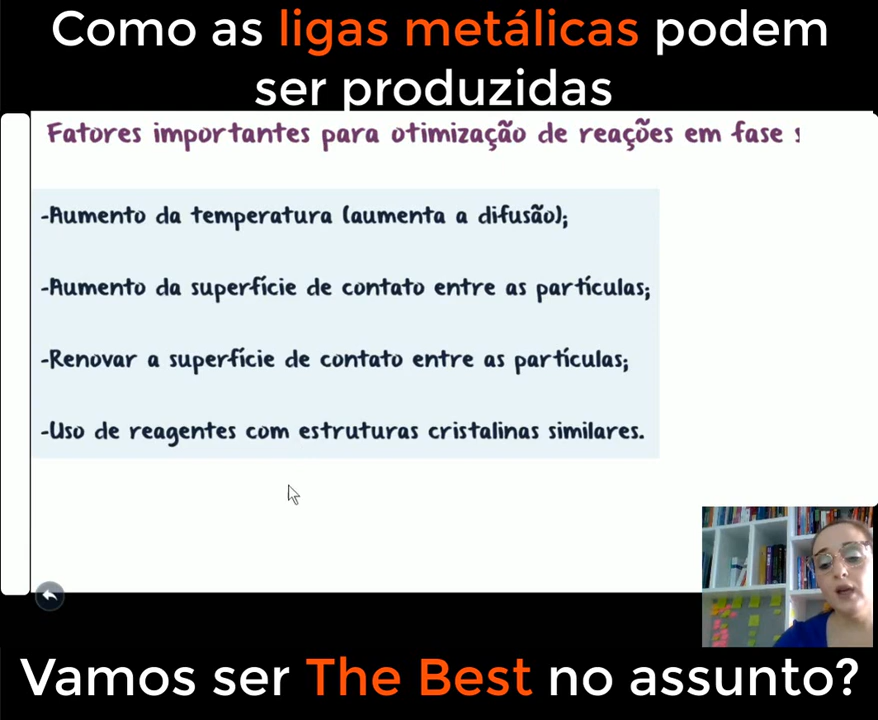 Como as ligas metálicas podem
ser produzidas
Fatores importantes para otimização de reações em fase
-Aumento da temperatura (aumenta a difusão);
-Aumento da superfície de contato entre as partículas;
-Renovar a superfície de contato entre as partículas;
-Uso de reagentes com estruturas cristalinas similares.
Vamos ser The Best no assunto?